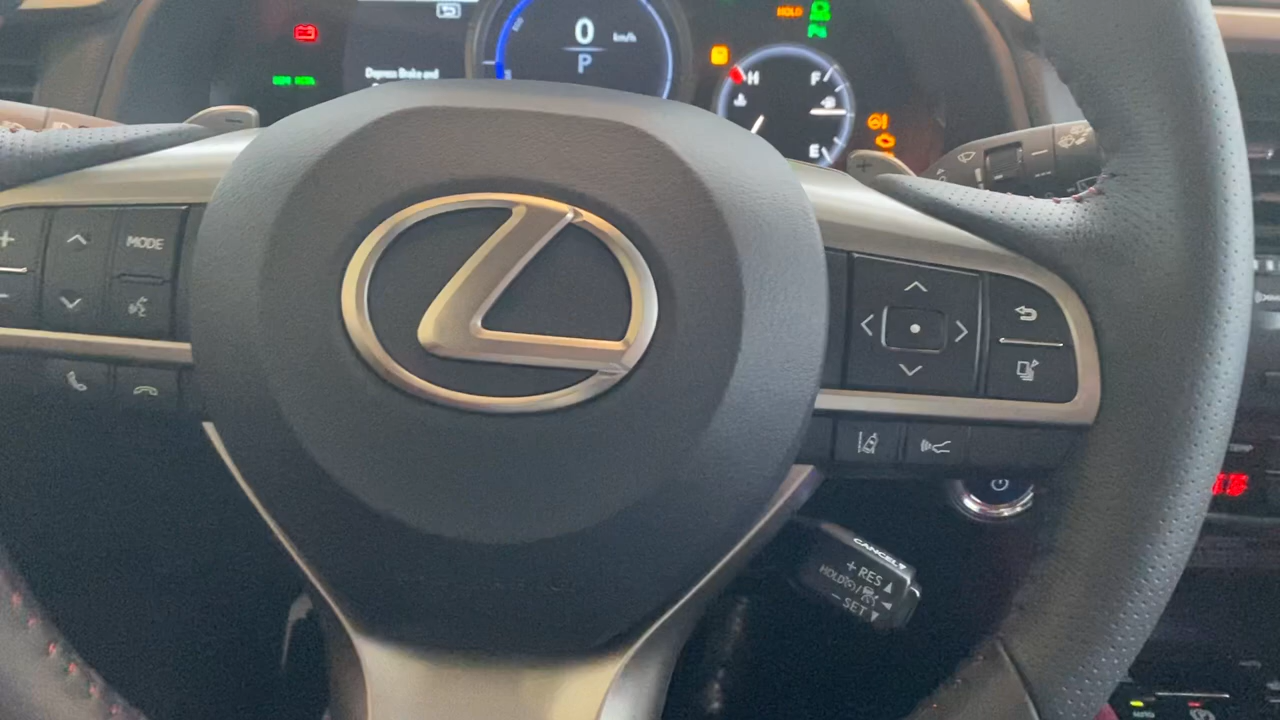 HOLD
0 km/h
P
Depress Brake and
H
F
E
MODE
CANCEL
+ RES
HOLD
− SET